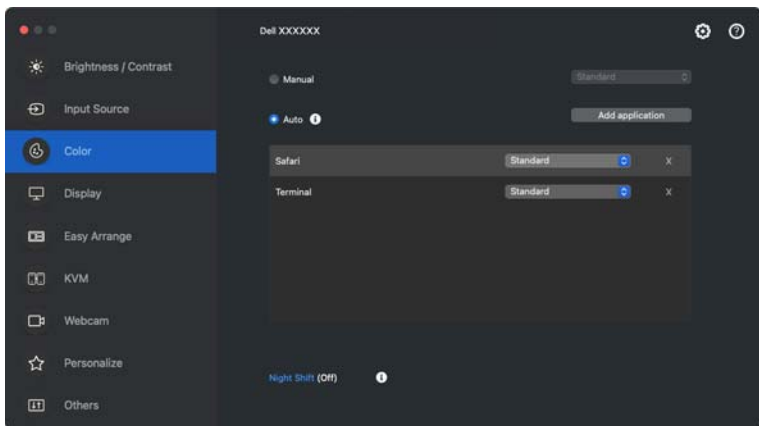 Dell XXXXXX
Brightness / Contrast
Input Source
Color
Display
Easy Arrange
KVM
Webcam
Personalize
Others
Manual
Standard
Auto
Add application
Safari
Standard
X
Terminal
Standard
X
Night Shift (Off)